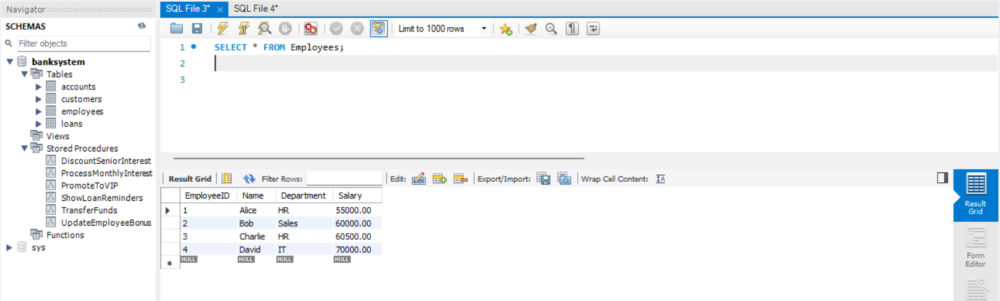 Navigator
SCHEMAS
Filter objects
banksystem
Tables
accounts
customers
employees
loans
Views
Stored Procedures
DiscountSeniorInterest
ProcessMonthlyInterest
PromoteToVIP
ShowLoanReminders
TransferFunds
UpdateEmployeeBonus
Functions
sys
SQL File 3* × SQL File 4*
Limit to 1000 rows
1 SELECT * FROM Employees;
2
3
Result Grid Filter Rows: Edit: Export/Import: Wrap Cell Content:
EmployeeID Name Department Salary
1 Alice HR 55000.00
2 Bob Sales 60000.00
3 Charlie HR 60500.00
4 David IT 70000.00
NULL NULL NULL NULL
Result
Grid
Form
Editor